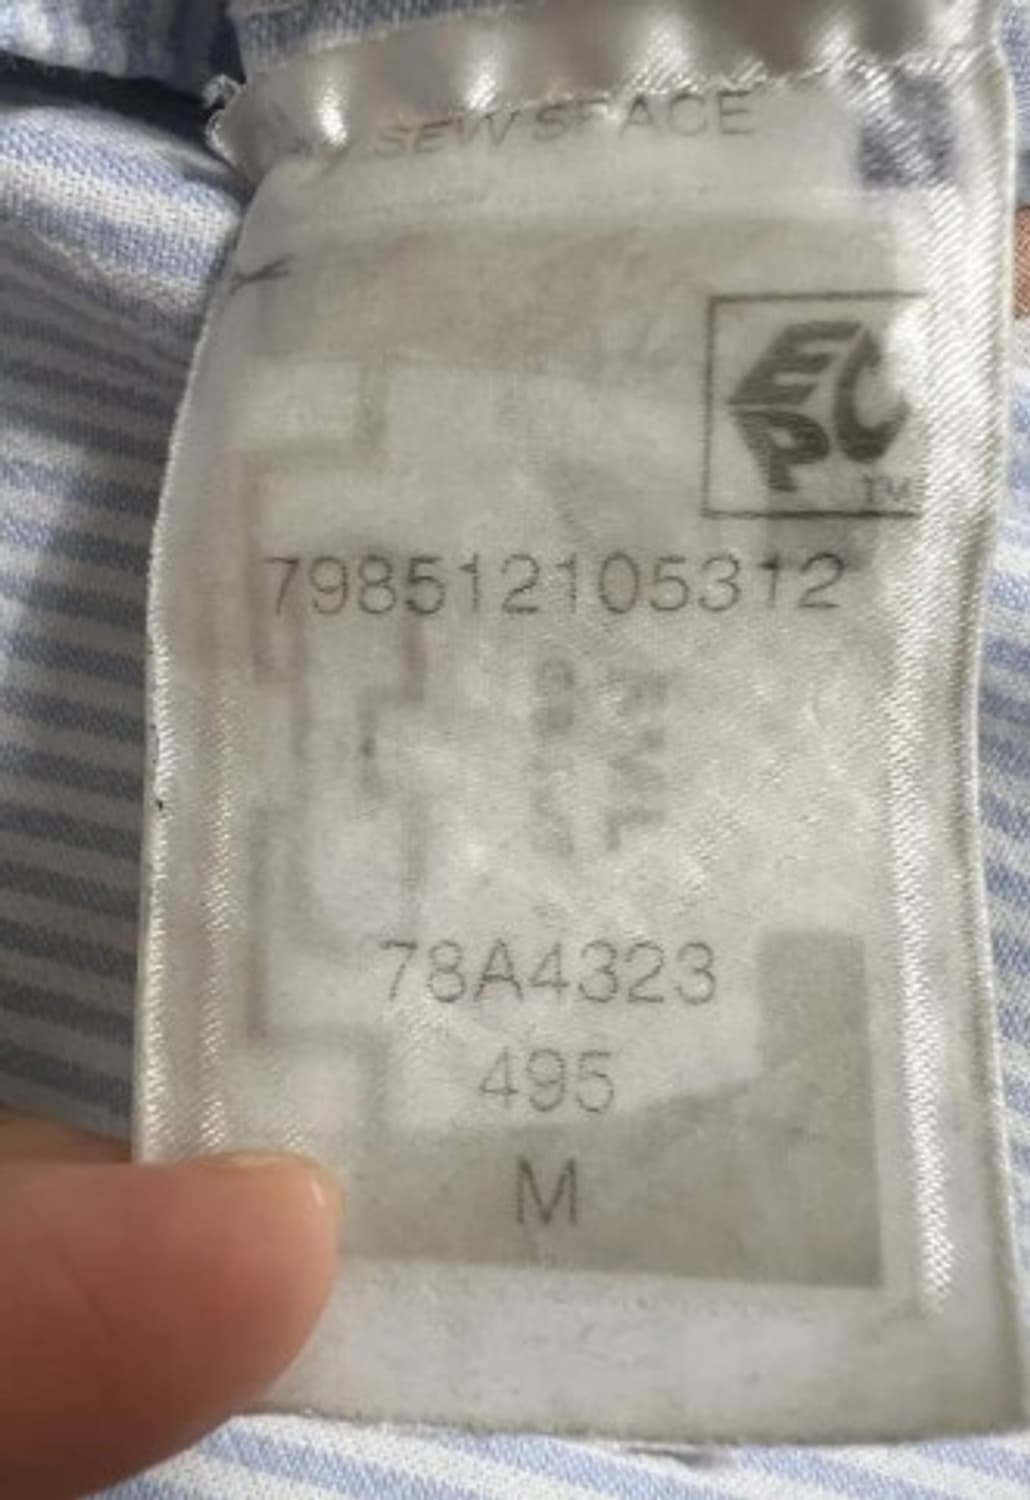 SEW SPACE
EPC
TM
798512105312
78A4323
495
M